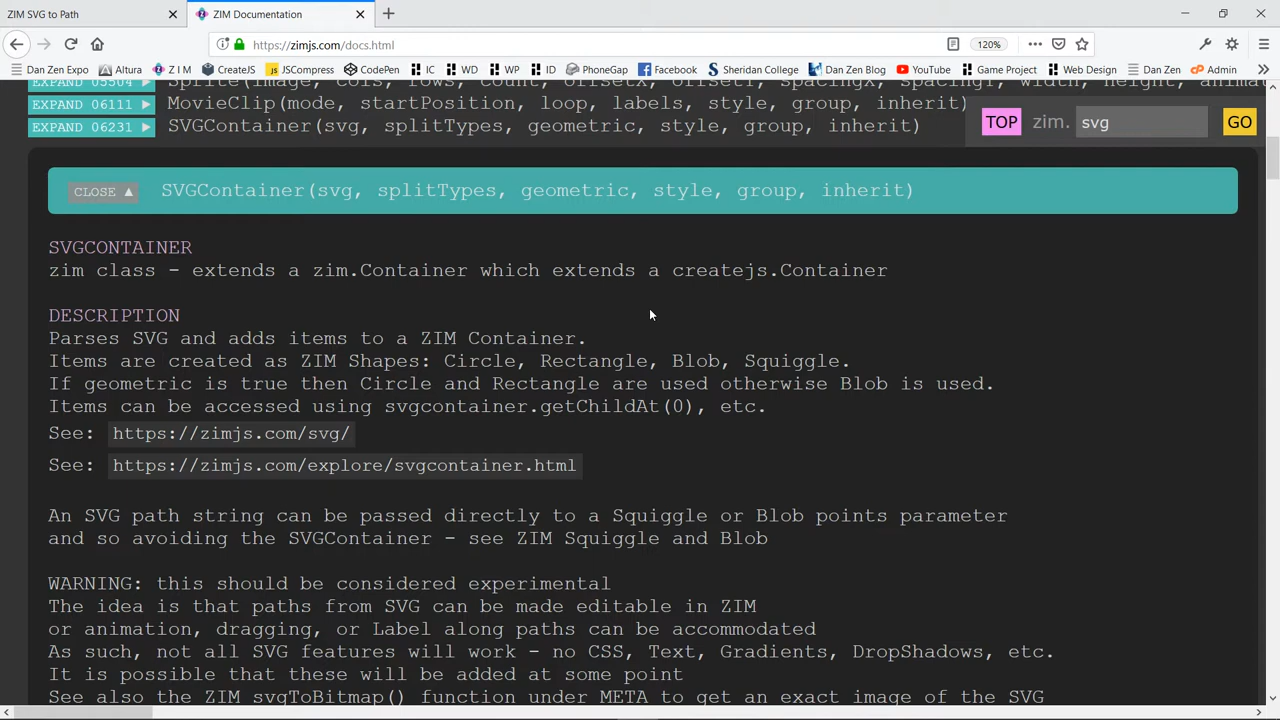 ZIM SVG to Path
ZIM Documentation
https://zimjs.com/docs.html
120%
Dan Zen Expo
Altura
Z I M
CreateJS
JSCompress
CodePen
IC
WD
WP
ID
PhoneGap
Facebook
Sheridan College
Dan Zen Blog
YouTube
Game Project
Web Design
Dan Zen
Admin
EXPAND 06111 MovieClip(mode, startPosition, loop, labels, style, group, inherit)
EXPAND 06231 SVGContainer(svg, splitTypes, geometric, style, group, inherit)
TOP zim. svg GO
CLOSE ▲ SVGContainer(svg, splitTypes, geometric, style, group, inherit)
SVGCONTAINER
zim class - extends a zim.Container which extends a createjs.Container
DESCRIPTION
Parses SVG and adds items to a ZIM Container.
Items are created as ZIM Shapes: Circle, Rectangle, Blob, Squiggle.
If geometric is true then Circle and Rectangle are used otherwise Blob is used.
Items can be accessed using svgcontainer.getChildAt(0), etc.
See: https://zimjs.com/svg/
See: https://zimjs.com/explore/svgcontainer.html
An SVG path string can be passed directly to a Squiggle or Blob points parameter
and so avoiding the SVGContainer - see ZIM Squiggle and Blob
WARNING: this should be considered experimental
The idea is that paths from SVG can be made editable in ZIM
or animation, dragging, or Label along paths can be accommodated
As such, not all SVG features will work - no CSS, Text, Gradients, DropShadows, etc.
It is possible that these will be added at some point
See also the ZIM svgToBitmap() function under META to get an exact image of the SVG